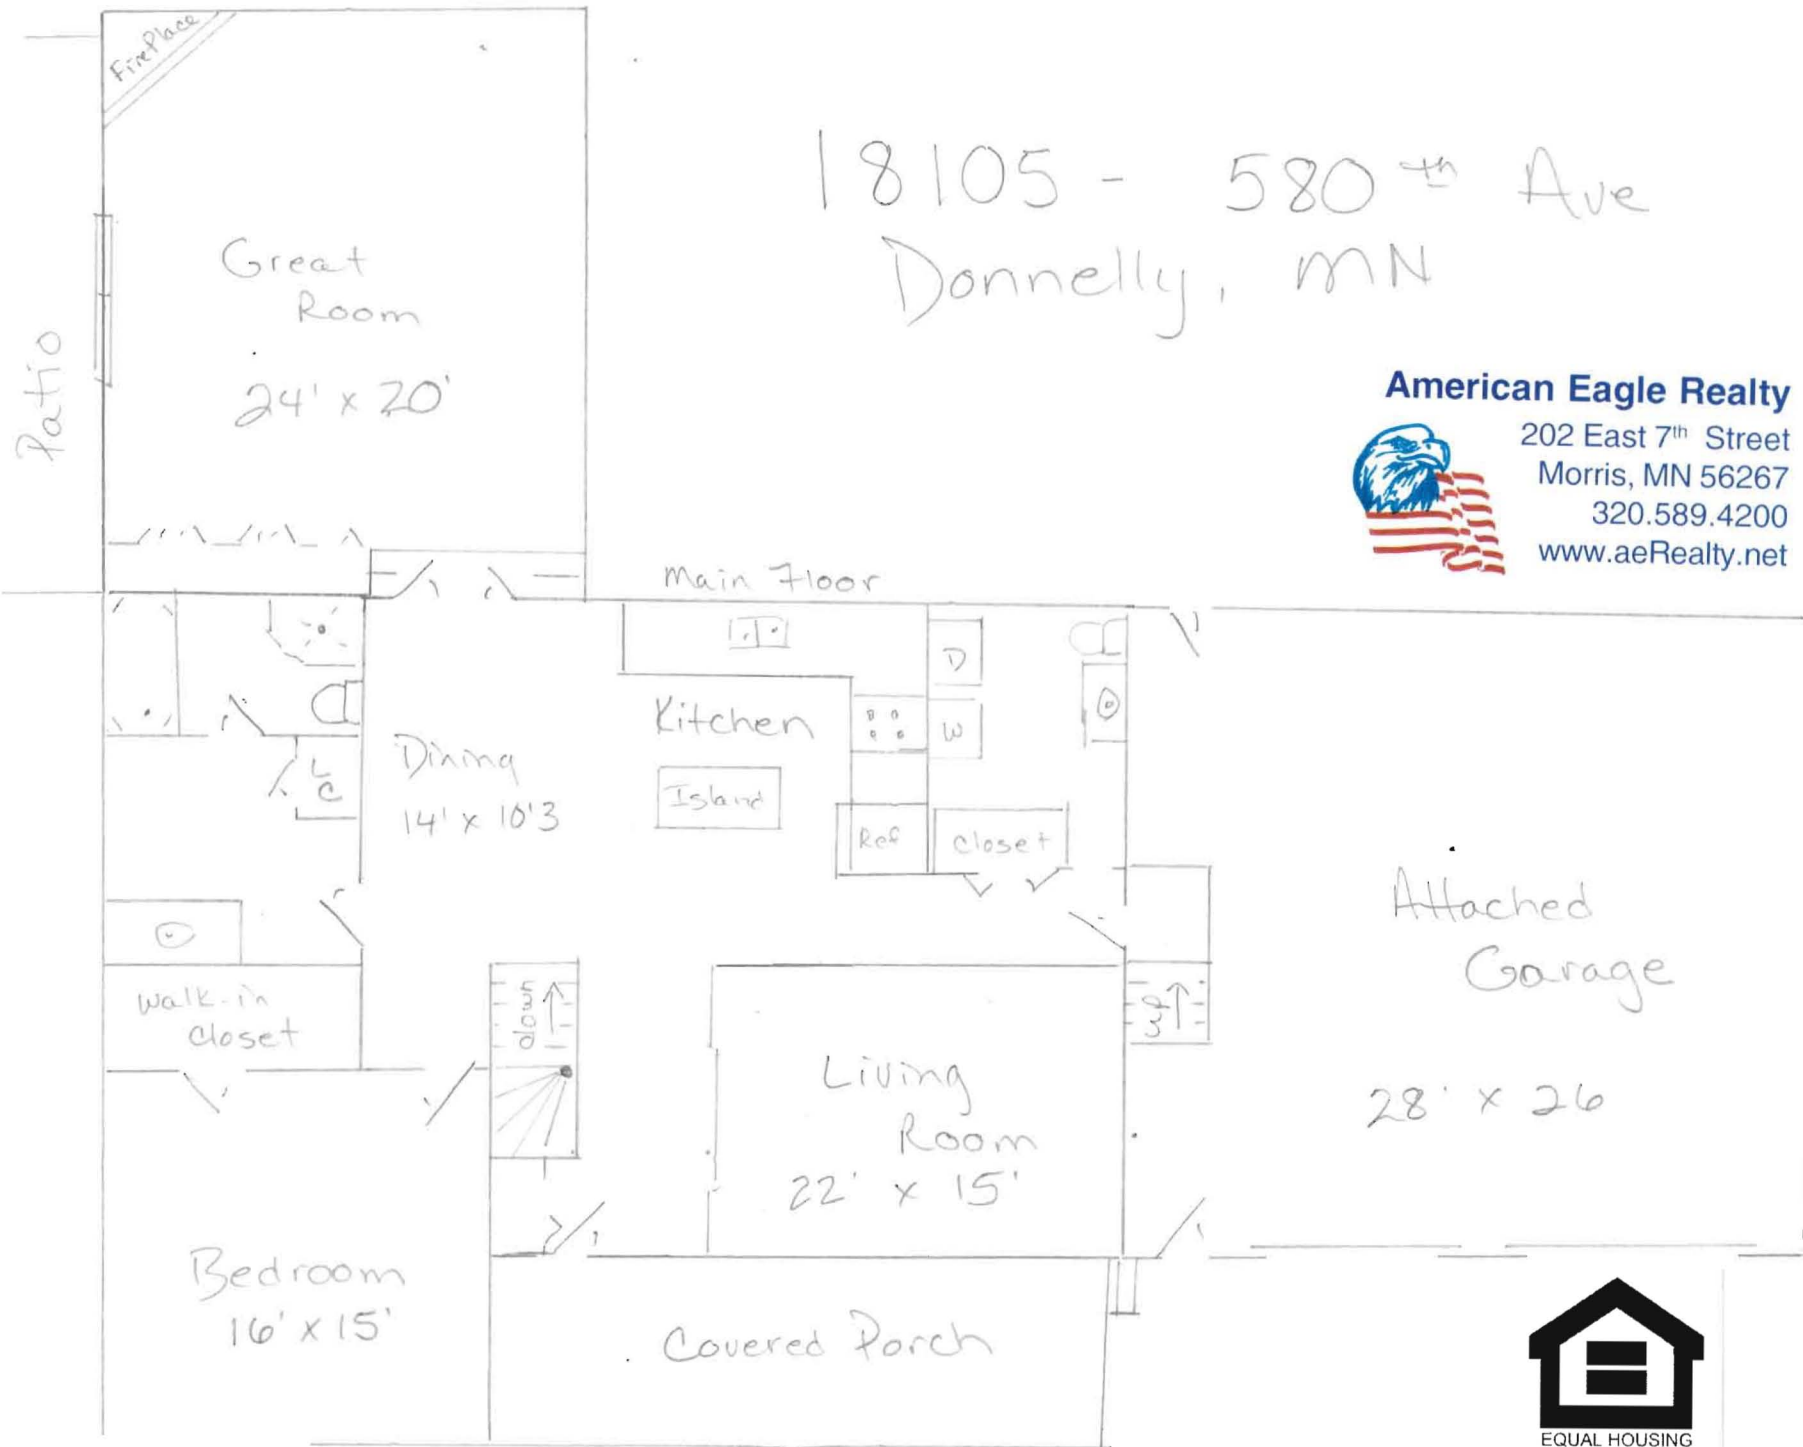 FirePlace
18105 - 580th Ave
Donnelly, MN
Great
Room
24' x 20'
Patio
American Eagle Realty
202 East 7th Street
Morris, MN 56267
320.589.4200
www.aeRealty.net
Main Floor
D
W
Kitchen
Island
Ref
Closet
Dining
14' x 10'3
L
C
Walk-in
Closet
Attached
Garage
28' x 26
Living
Room
22' x 15'
Bedroom
16' x 15'
Covered Porch
EQUAL HOUSING